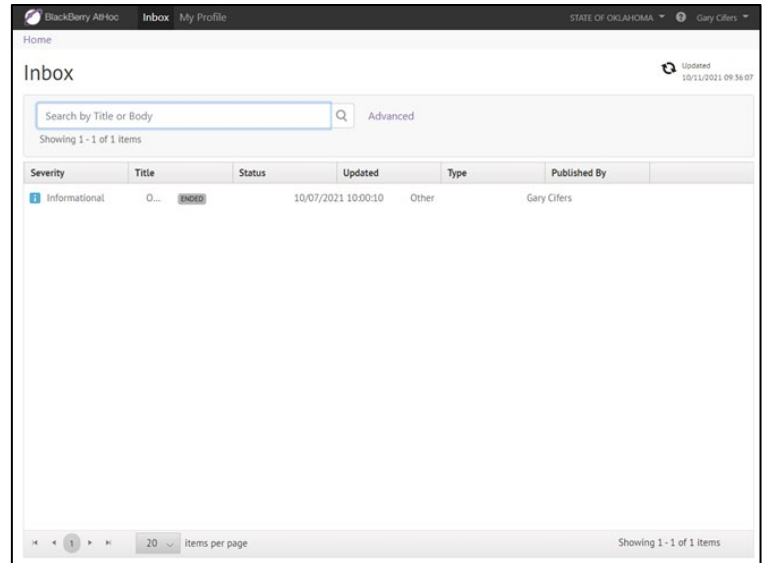 BlackBerry AtHoc Inbox My Profile STATE OF OKLAHOMA Gary Cifers
Home
Inbox
Updated
10/11/2021 09:36:07
Search by Title or Body Advanced
Showing 1 - 1 of 1 items
Severity Title Status Updated Type Published By
Informational O... ENDED 10/07/2021 10:00:10 Other Gary Cifers
1 20 items per page Showing 1 - 1 of 1 items